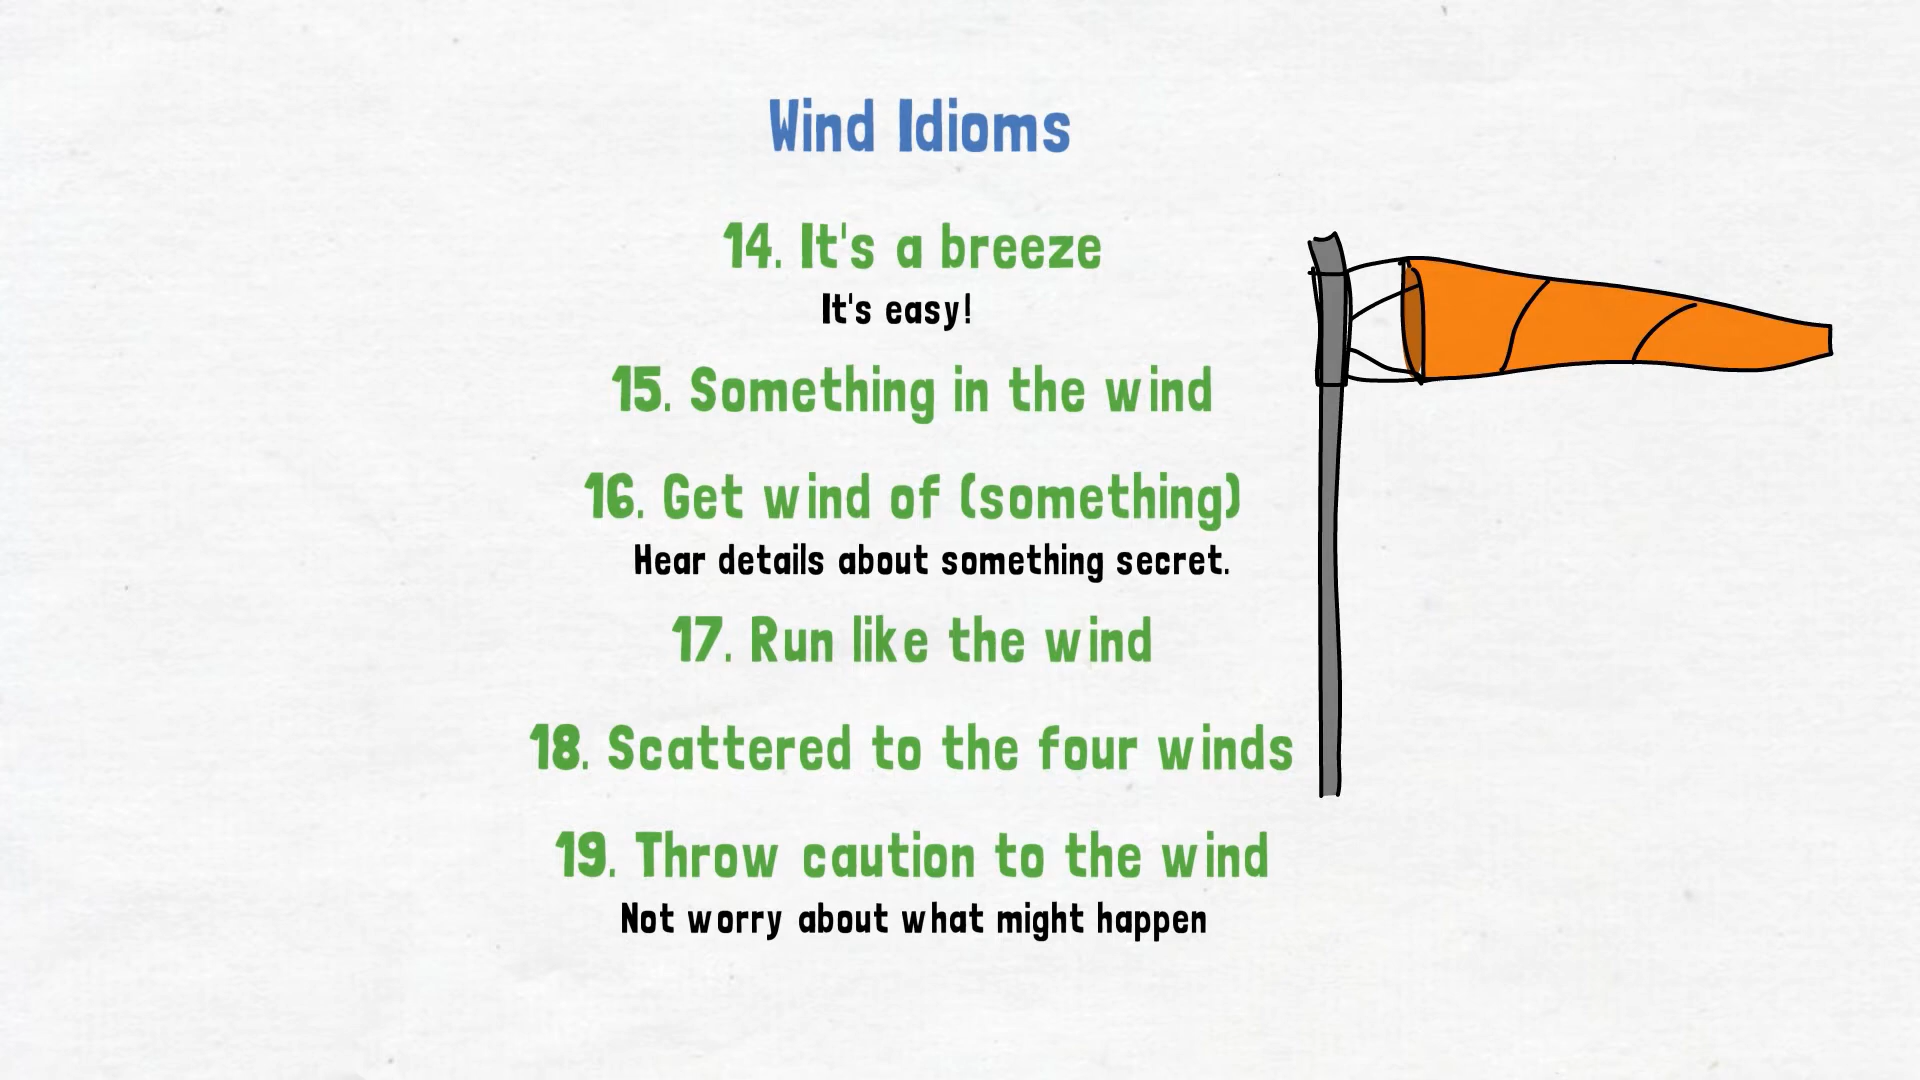 Wind Idioms
14. It's a breeze
It's easy!
15. Something in the wind
16. Get wind of (something)
Hear details about something secret.
17. Run like the wind
18. Scattered to the four winds
19. Throw caution to the wind
Not worry about what might happen